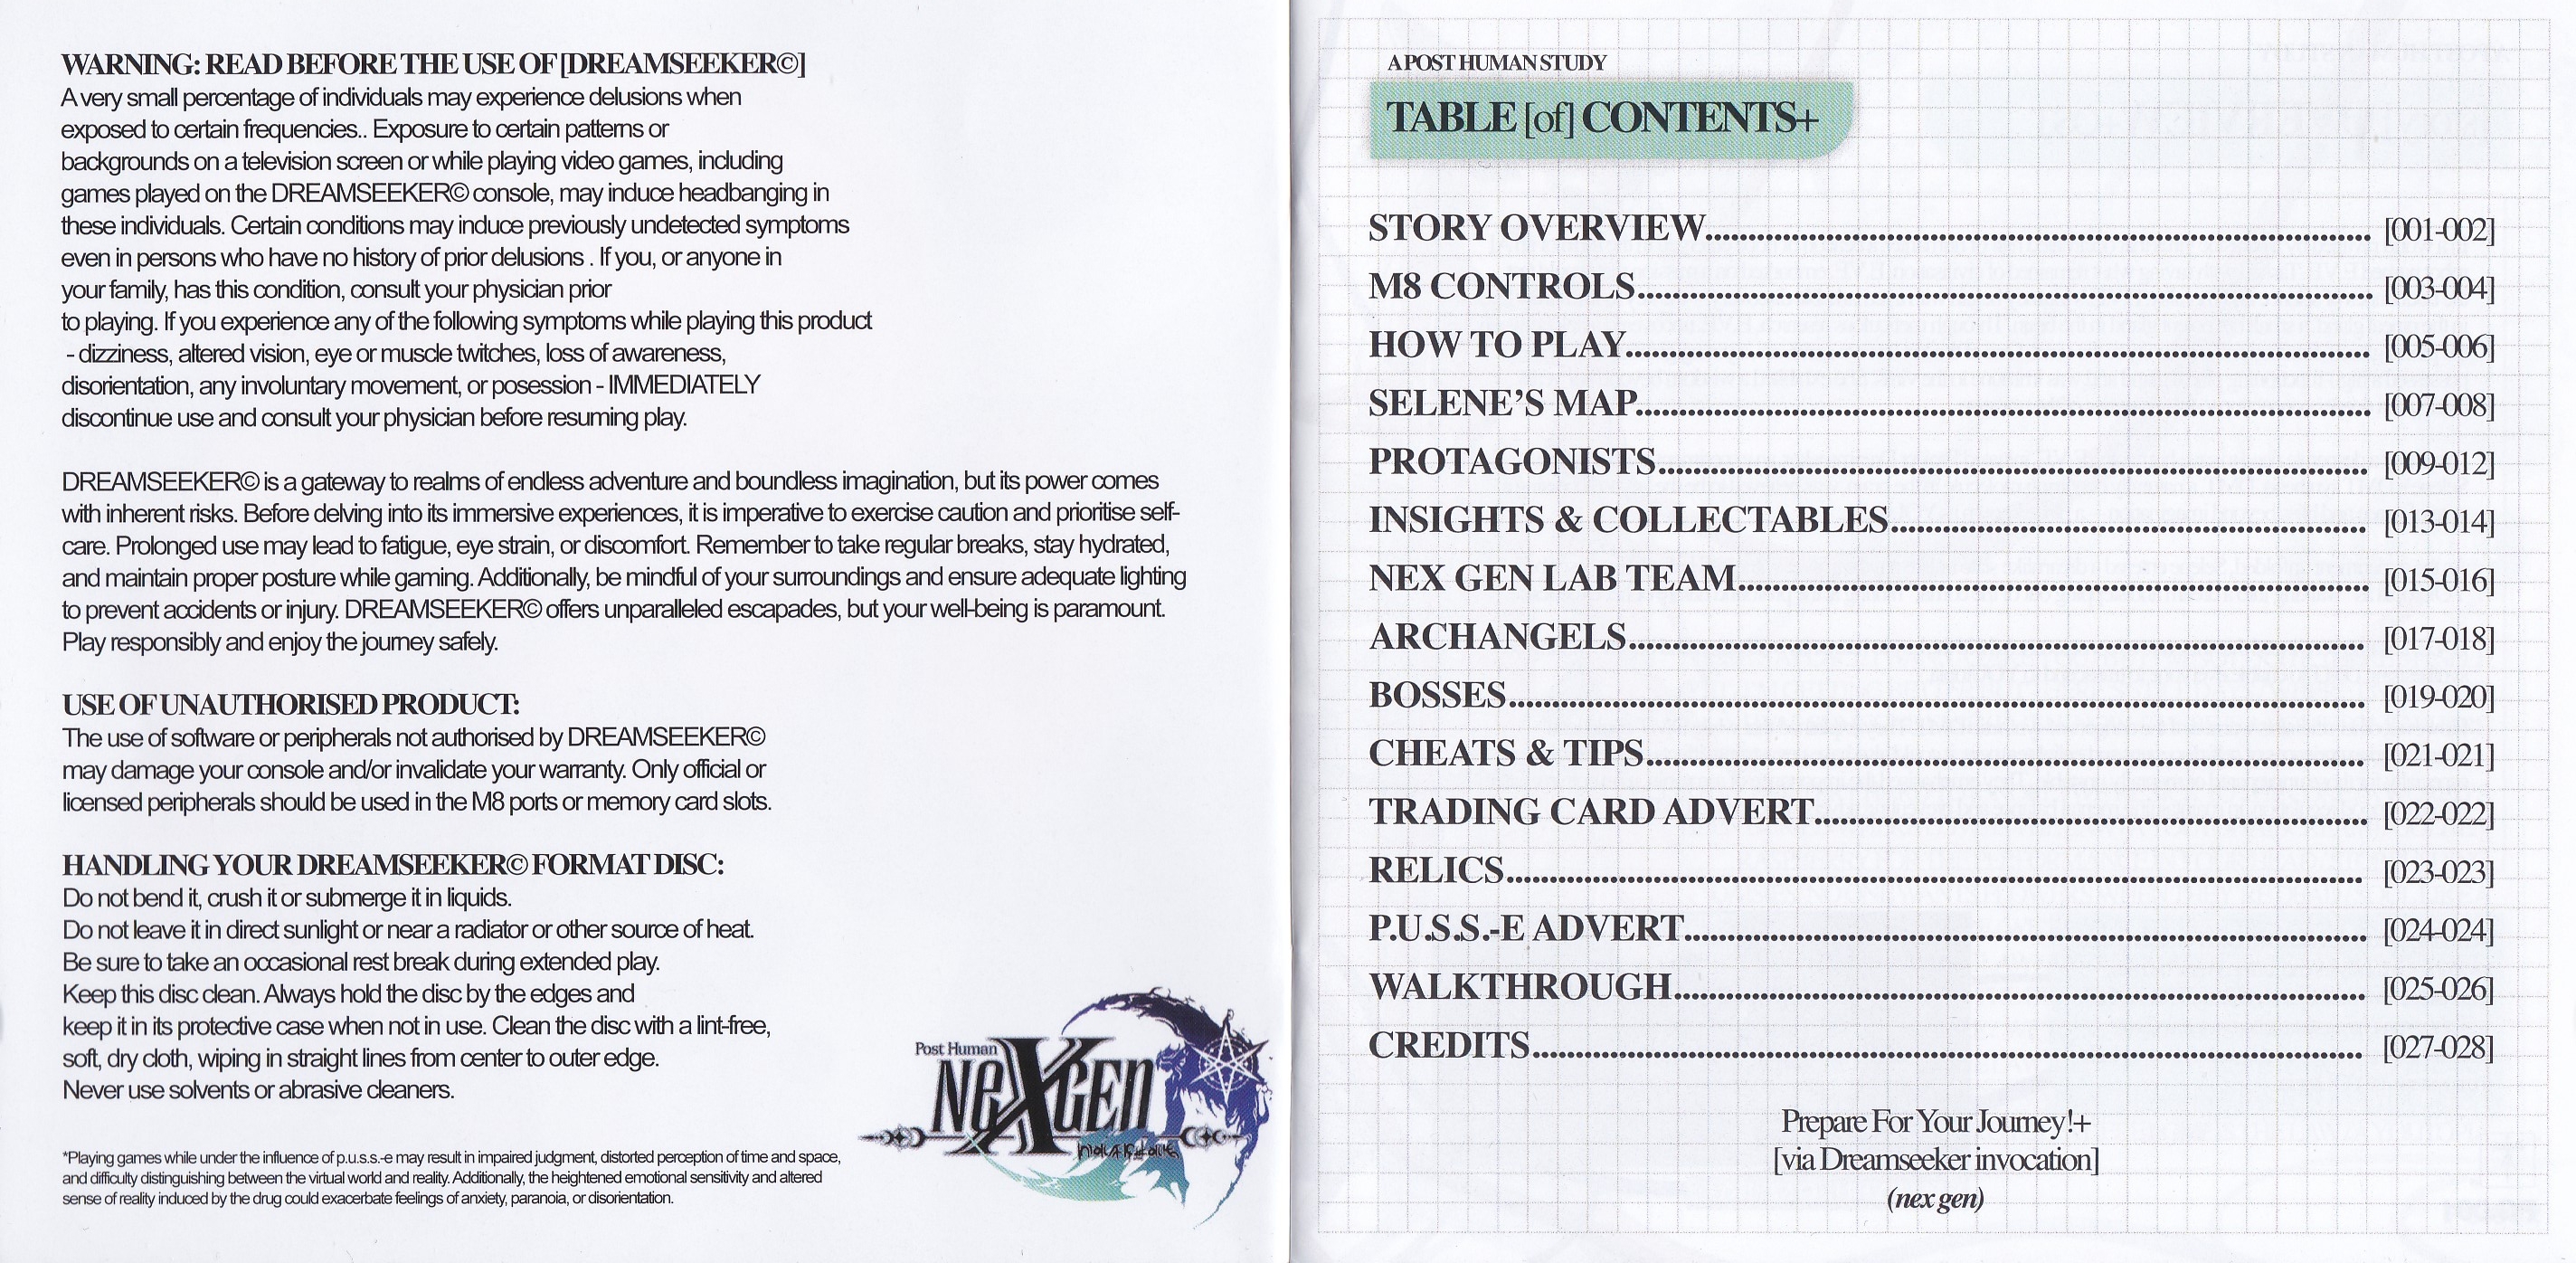 WARNING: READ BEFORE THE USE OF [DREAMSEEKER©]
A very small percentage of individuals may experience delusions when
exposed to certain frequencies.. Exposure to certain patterns or
backgrounds on a television screen or while playing video games, including
games played on the DREAMSEEKER© console, may induce headbanging in
these individuals. Certain conditions may induce previously undetected symptoms
even in persons who have no history of prior delusions . If you, or anyone in
your family, has this condition, consult your physician prior
to playing. If you experience any of the following symptoms while playing this product
- dizziness, altered vision, eye or muscle twitches, loss of awareness,
disorientation, any involuntary movement, or posession - IMMEDIATELY
discontinue use and consult your physician before resuming play.
DREAMSEEKER© is a gateway to realms of endless adventure and boundless imagination, but its power comes
with inherent risks. Before delving into its immersive experiences, it is imperative to exercise caution and prioritise self-
care. Prolonged use may lead to fatigue, eye strain, or discomfort. Remember to take regular breaks, stay hydrated,
and maintain proper posture while gaming. Additionally, be mindful of your surroundings and ensure adequate lighting
to prevent accidents or injury. DREAMSEEKER© offers unparalleled escapades, but your well-being is paramount.
Play responsibly and enjoy the journey safely.
USE OF UNAUTHORISED PRODUCT:
The use of software or peripherals not authorised by DREAMSEEKER©
may damage your console and/or invalidate your warranty. Only official or
licensed peripherals should be used in the M8 ports or memory card slots.
HANDLING YOUR DREAMSEEKER© FORMAT DISC:
Do not bend it, crush it or submerge it in liquids.
Do not leave it in direct sunlight or near a radiator or other source of heat.
Be sure to take an occasional rest break during extended play.
Keep this disc clean. Always hold the disc by the edges and
keep it in its protective case when not in use. Clean the disc with a lint-free,
soft, dry cloth, wiping in straight lines from center to outer edge.
Never use solvents or abrasive cleaners.
*Playing games while under the influence of p.u.s.s.-e may result in impaired judgment, distorted perception of time and space,
and difficulty distinguishing between the virtual world and reality. Additionally, the heightened emotional sensitivity and altered
sense of reality induced by the drug could exacerbate feelings of anxiety, paranoia, or disorientation.
Post Human
NeXGEn
A POST HUMAN STUDY
TABLE [of] CONTENTS+
STORY OVERVIEW.......... [001-002]
M8 CONTROLS.......... [003-004]
HOW TO PLAY.......... [005-006]
SELENE'S MAP.......... [007-008]
PROTAGONISTS.......... [009-012]
INSIGHTS & COLLECTABLES.......... [013-014]
NEX GEN LAB TEAM.......... [015-016]
ARCHANGELS.......... [017-018]
BOSSES.......... [019-020]
CHEATS & TIPS.......... [021-021]
TRADING CARD ADVERT.......... [022-022]
RELICS.......... [023-023]
P.U.S.S.-E ADVERT.......... [024-024]
WALKTHROUGH.......... [025-026]
CREDITS.......... [027-028]
Prepare For Your Journey!+
[via Dreamseeker invocation]
(nex gen)